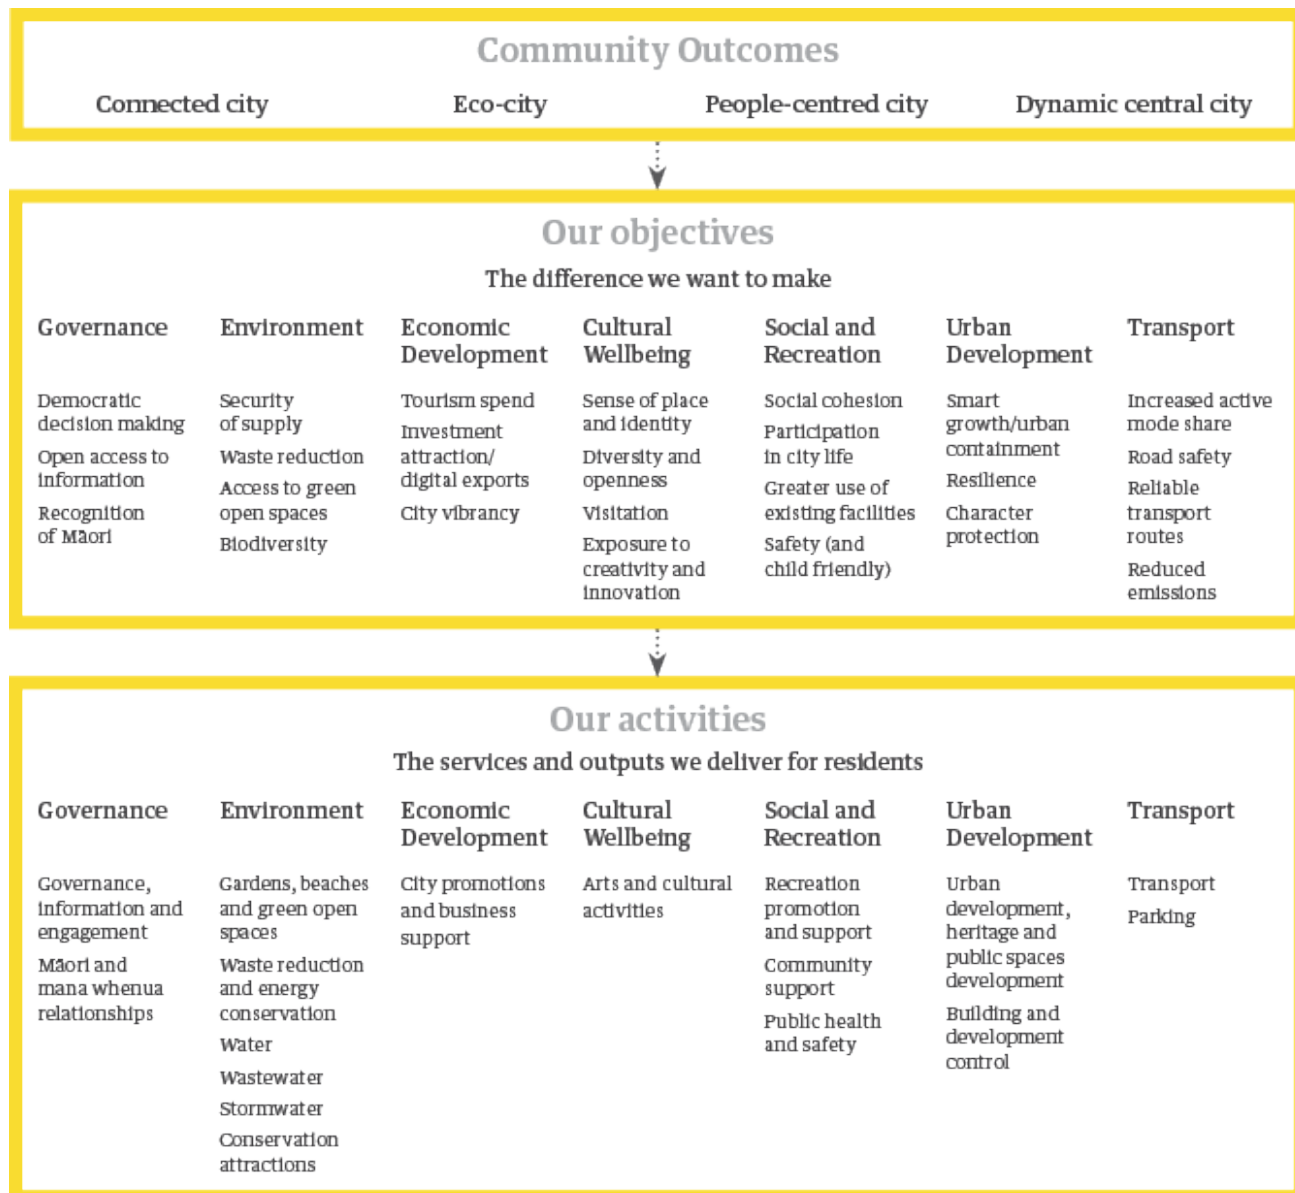 Community Outcomes
Connected city
Eco-city
People-centred city
Dynamic central city
Our objectives
The difference we want to make
Governance
Democratic
decision making
Open access to
information
Recognition
of Māori
Environment
Security
of supply
Waste reduction
Access to green
open spaces
Biodiversity
Economic
Development
Tourism spend
Investment
attraction/
digital exports
City vibrancy
Cultural
Wellbeing
Sense of place
and identity
Diversity and
openness
Visitation
Exposure to
creativity and
innovation
Social and
Recreation
Social cohesion
Participation
in city life
Greater use of
existing facilities
Safety (and
child friendly)
Urban
Development
Smart
growth/urban
containment
Resilience
Character
protection
Transport
Increased active
mode share
Road safety
Reliable
transport
routes
Reduced
emissions
Our activities
The services and outputs we deliver for residents
Governance
Governance,
information and
engagement
Māori and
mana whenua
relationships
Environment
Gardens, beaches
and green open
spaces
Waste reduction
and energy
conservation
Water
Wastewater
Stormwater
Conservation
attractions
Economic
Development
City promotions
and business
support
Cultural
Wellbeing
Arts and cultural
activities
Social and
Recreation
Recreation
promotion
and support
Community
support
Public health
and safety
Urban
Development
Urban
development,
heritage and
public spaces
development
Building and
development
control
Transport
Transport
Parking